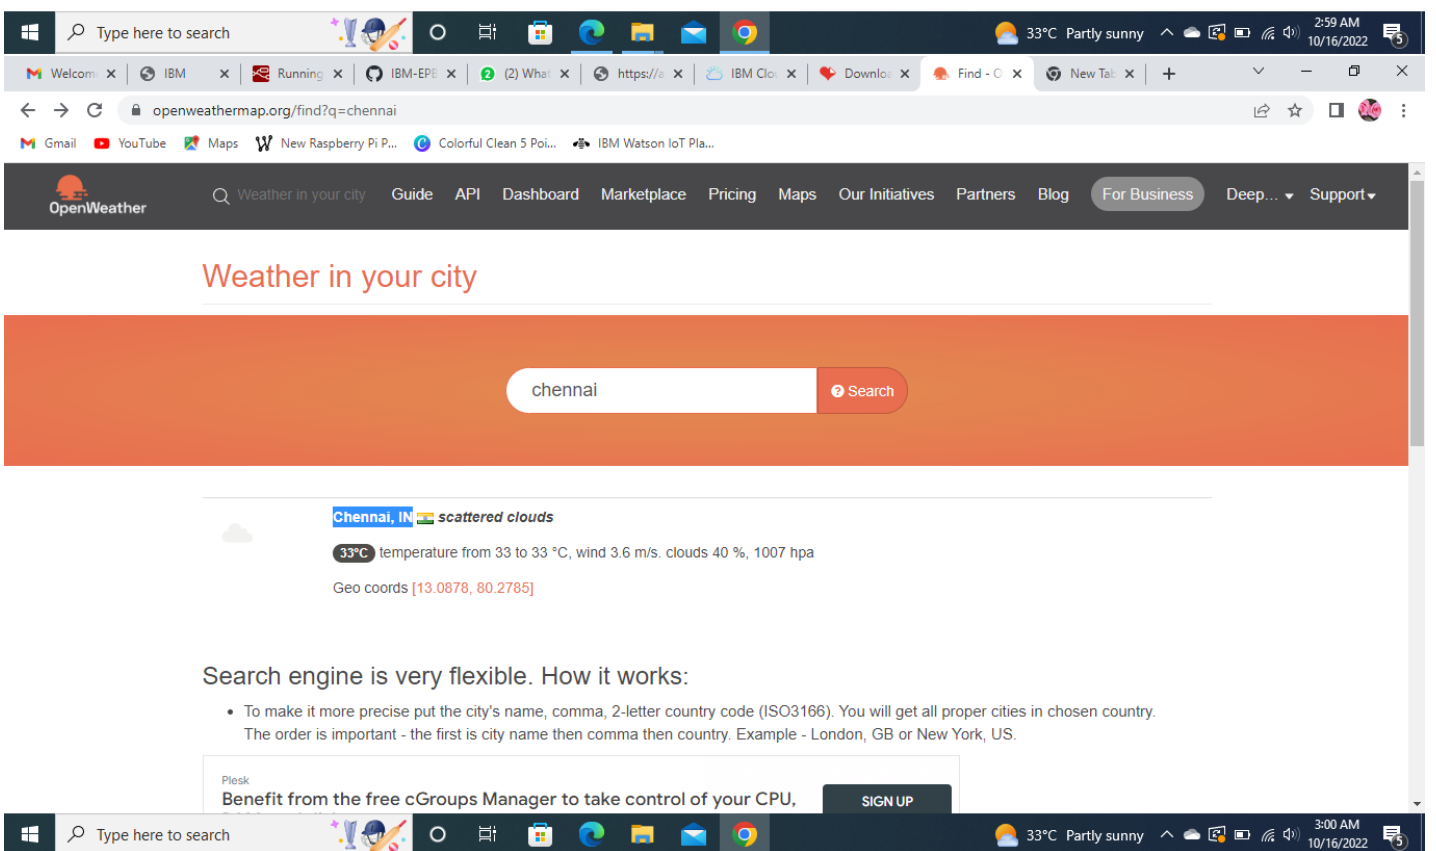 Type here to search
33°C Partly sunny
2:59 AM
10/16/2022
5
Welcom
IBM
Running
IBM-EPB
(2) What
https://a
IBM Clo
Downloa
Find - O
New Tab
openweathermap.org/find?q=chennai
Gmail
YouTube
Maps
New Raspberry Pi P...
Colorful Clean 5 Poi...
IBM Watson IoT Pla...
OpenWeather
Weather in your city
Guide
API
Dashboard
Marketplace
Pricing
Maps
Our Initiatives
Partners
Blog
For Business
Deep...
Support
Weather in your city
chennai
Search
Chennai, IN scattered clouds
33°C temperature from 33 to 33 °C, wind 3.6 m/s. clouds 40 %, 1007 hpa
Geo coords [13.0878, 80.2785]
Search engine is very flexible. How it works:
• To make it more precise put the city's name, comma, 2-letter country code (ISO3166). You will get all proper cities in chosen country.
The order is important - the first is city name then comma then country. Example - London, GB or New York, US.
Plesk
Benefit from the free cGroups Manager to take control of your CPU,
SIGN UP
Type here to search
33°C Partly sunny
3:00 AM
10/16/2022
5